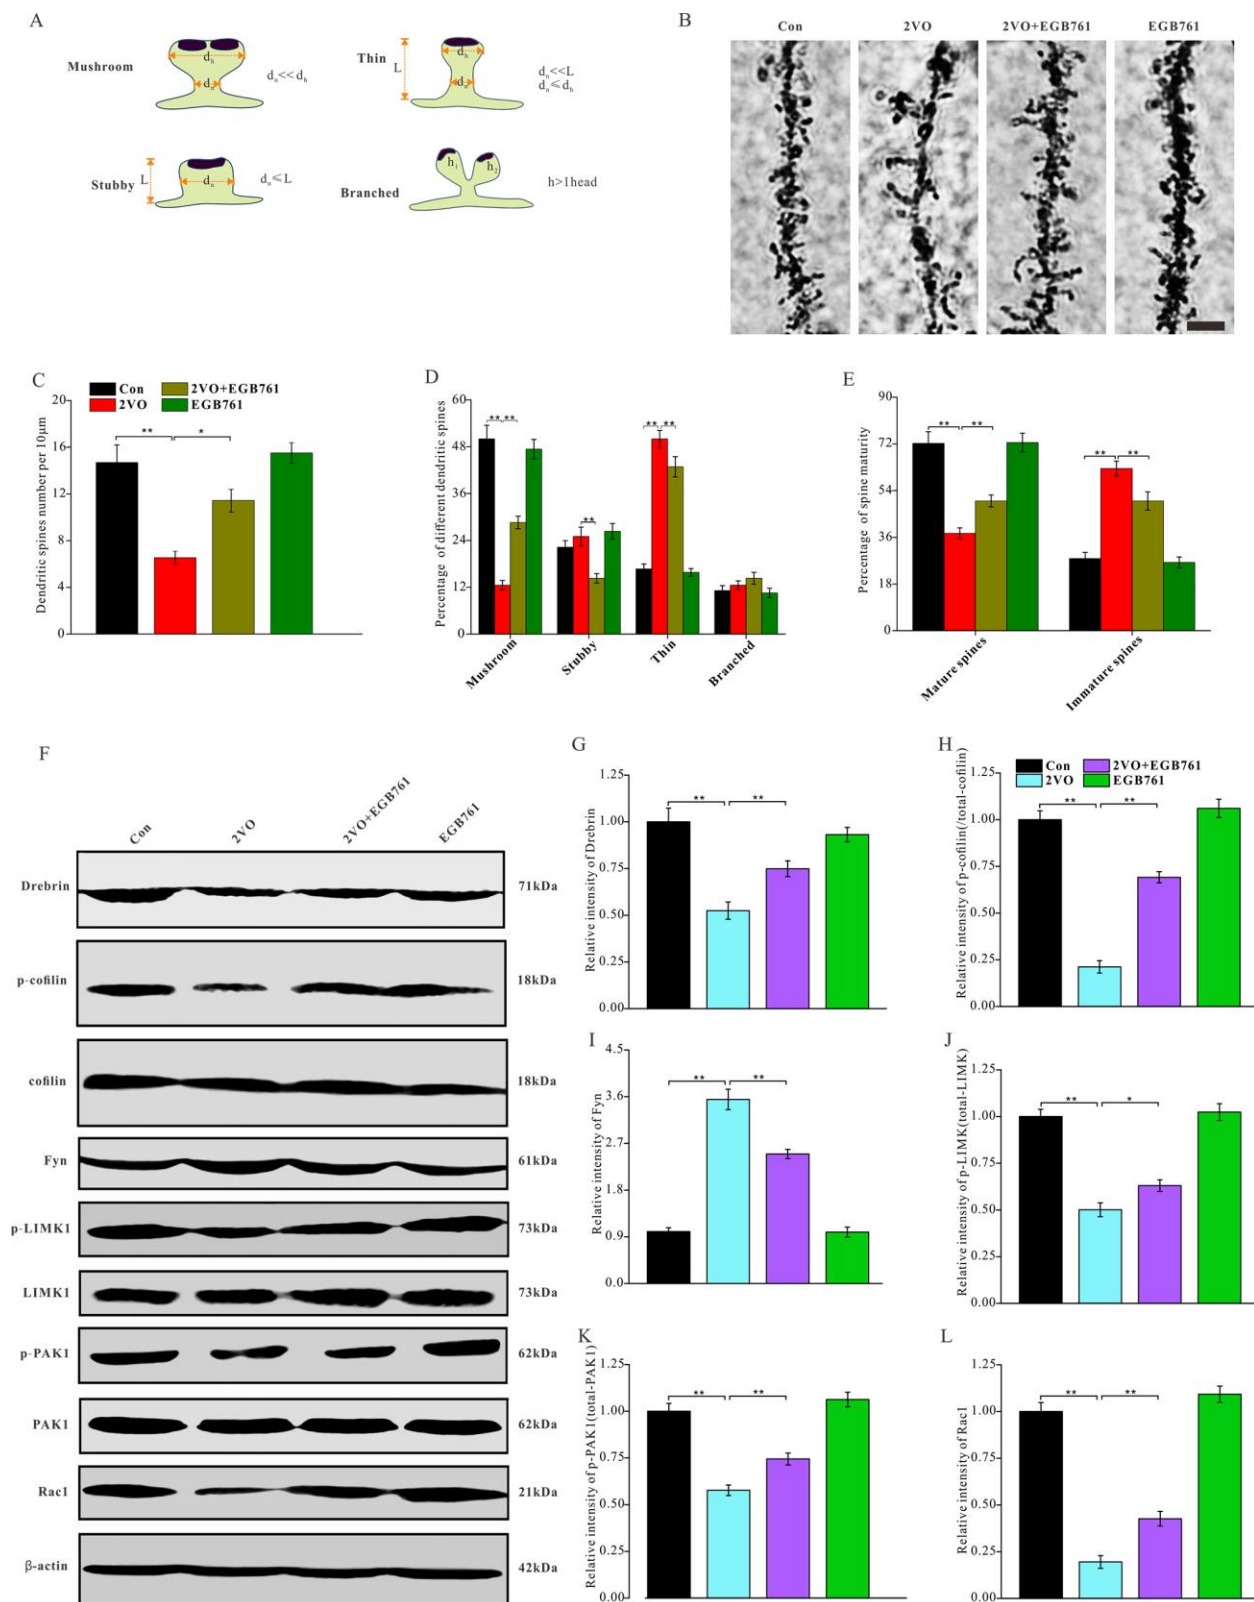 A
Mushroom
dh
dn
dn<<dh
Thin
L
dh
dn
dn<<L
dn≤dh
Stubby
L
dn
dn≤L
Branched
h1
h2
h>1head
B
Con
2VO
2VO+EGB761
EGB761
C
Con
2VO
2VO+EGB761
EGB761
Dendritic spines number per 10μm
20
16
12
8
4
0
**
*
D
Percentage of different dendritic spines
60
48
36
24
12
0
** **
**
** **
Mushroom
Stubby
Thin
Branched
E
Percentage of spine maturity
90
72
54
36
18
0
** **
** **
Mature spines
Immature spines
F
Con
2VO
2VO+EGB761
EGB761
Drebrin
71kDa
p-cofilin
18kDa
cofilin
18kDa
Fyn
61kDa
p-LIMK1
73kDa
LIMK1
73kDa
p-PAK1
62kDa
PAK1
62kDa
Rac1
21kDa
β-actin
42kDa
G
Relative intensity of Drebrin
1.25
1.00
0.75
0.50
0.25
0.00
** **
H
Con
2VO
2VO+EGB761
EGB761
Relative intensity of p-cofilin(/total-cofilin)
1.25
1.00
0.75
0.50
0.25
0.00
** **
I
Relative intensity of Fyn
4.5
3.6
2.7
1.8
0.9
0.0
** **
J
Relative intensity of p-LIMK(total-LIMK)
1.25
1.00
0.75
0.50
0.25
0.00
** *
K
Relative intensity of p-PAK1(total-PAK1)
1.25
1.00
0.75
0.50
0.25
0.00
** **
L
Relative intensity of Rac1
1.25
1.00
0.75
0.50
0.25
0.00
** **